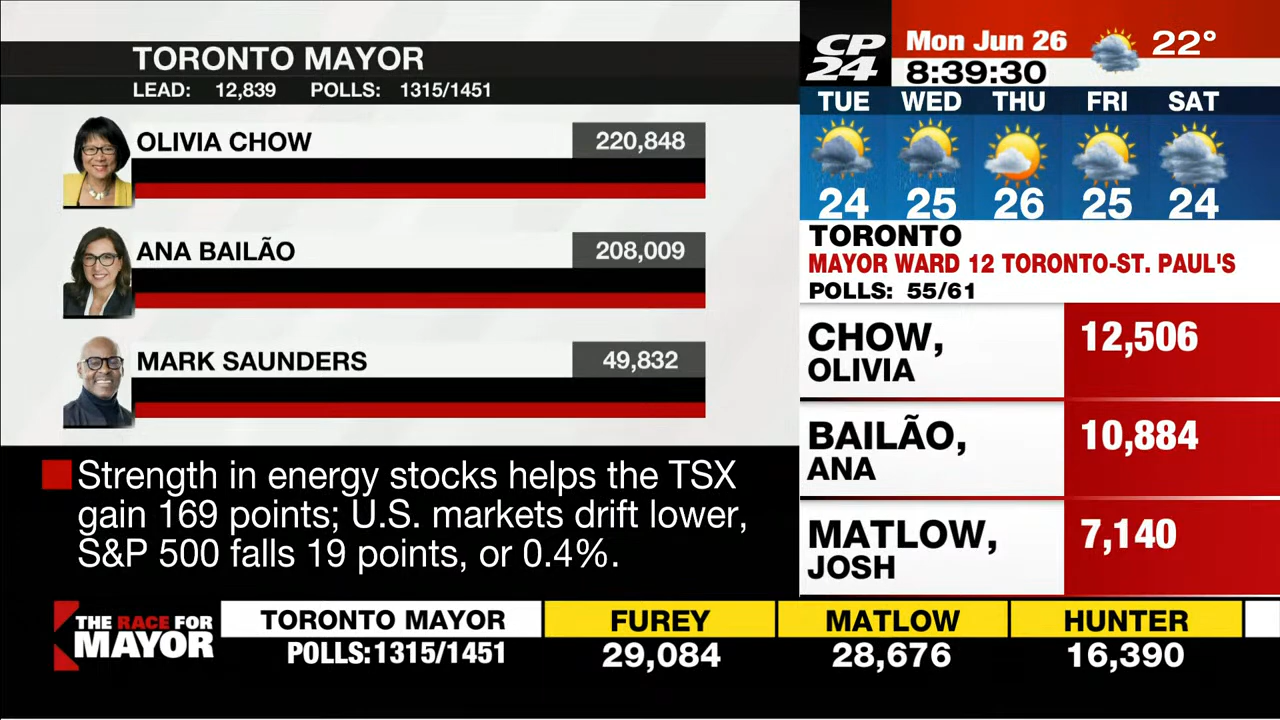 TORONTO MAYOR
LEAD: 12,839 POLLS: 1315/1451
OLIVIA CHOW 220,848
ANA BAILÃO 208,009
MARK SAUNDERS 49,832
Strength in energy stocks helps the TSX
gain 169 points; U.S. markets drift lower,
S&P 500 falls 19 points, or 0.4%.
CP
24
Mon Jun 26
8:39:30
22°
TUE WED THU FRI SAT
24 25 26 25 24
TORONTO
MAYOR WARD 12 TORONTO-ST. PAUL'S
POLLS: 55/61
CHOW, 12,506
OLIVIA
BAILÃO, 10,884
ANA
MATLOW, 7,140
JOSH
THE RACE FOR
MAYOR
TORONTO MAYOR FUREY MATLOW HUNTER
POLLS:1315/1451 29,084 28,676 16,390